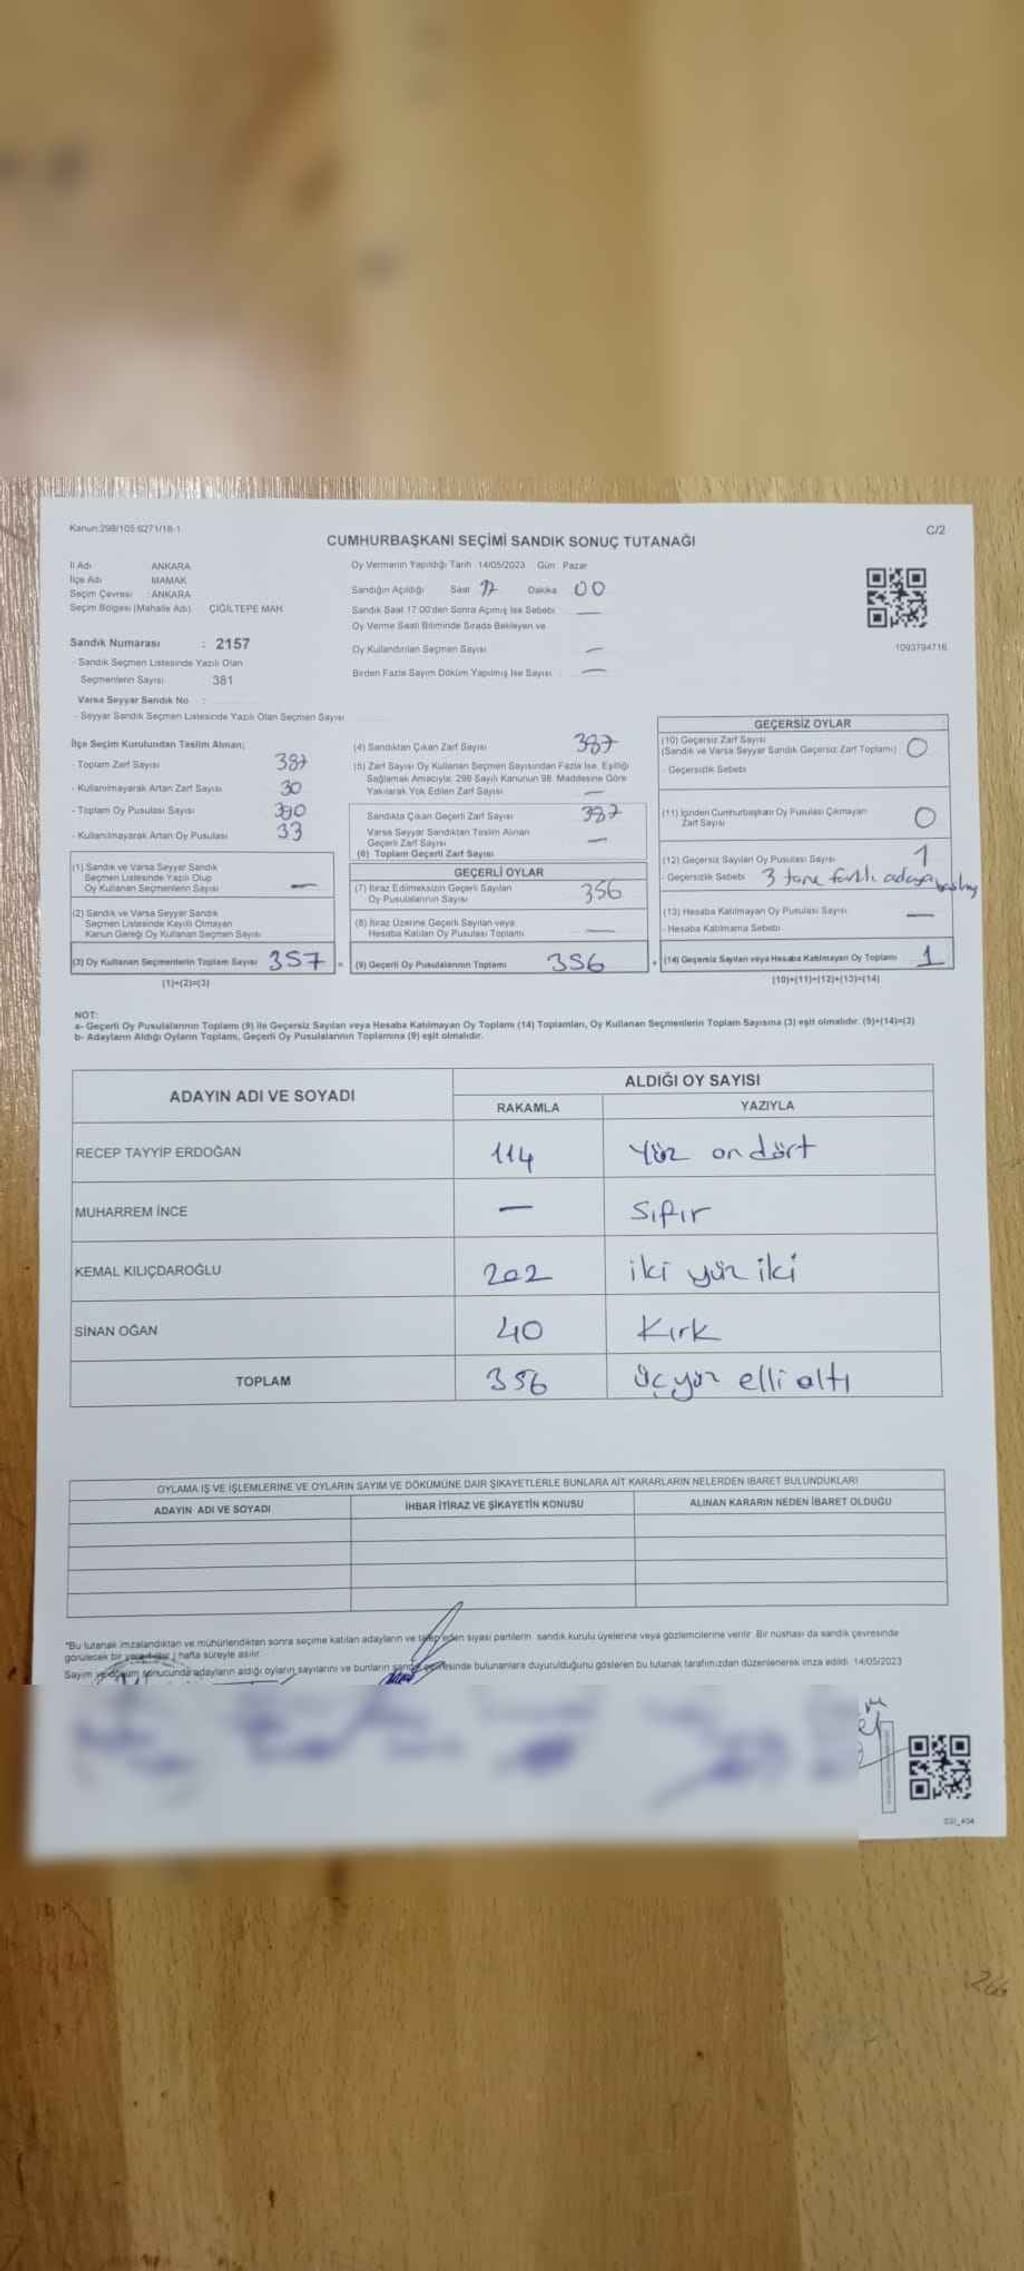 Kanun:298/105 6271/18-1
C/2
CUMHURBAŞKANI SEÇİMİ SANDIK SONUÇ TUTANAĞI
İl Adı ANKARA
İlçe Adı MAMAK
Seçim Çevresi ANKARA
Seçim Bölgesi (Mahalle Adı) ÇİĞİLTEPE MAH
Sandık Numarası : 2157
- Sandık Seçmen Listesinde Yazılı Olan
Seçmenlerin Sayısı 381
Varsa Seyyar Sandık No :
- Seyyar Sandık Seçmen Listesinde Yazılı Olan Seçmen Sayısı
Oy Vermenin Yapıldığı Tarih 14/05/2023 Gün Pazar
Sandığın Açıldığı Saat 17 Dakika 00
Sandık Saat 17:00'den Sonra Açılmış İse Sebebi —
Oy Verme Saati Bitiminde Sırada Bekleyen ve
Oy Kullandırılan Seçmen Sayısı —
Birden Fazla Sayım Döküm Yapılmış İse Sayısı —
1093794716
İlçe Seçim Kurulundan Teslim Alınan;
- Toplam Zarf Sayısı 387
- Kullanılmayarak Artan Zarf Sayısı 30
- Toplam Oy Pusulası Sayısı 390
- Kullanılmayarak Artan Oy Pusulası 33
(1) Sandık ve Varsa Seyyar Sandık
Seçmen Listesinde Yazılı Olup
Oy Kullanan Seçmenlerin Sayısı —
(2) Sandık ve Varsa Seyyar Sandık
Seçmen Listesinde Kayıtlı Olmayan
Kanun Gereği Oy Kullanan Seçmen Sayısı
(3) Oy Kullanan Seçmenlerin Toplam Sayısı 357 =
(1)+(2)=(3)
(4) Sandıktan Çıkan Zarf Sayısı 387
(5) Zarf Sayısı Oy Kullanan Seçmen Sayısından Fazla İse, Eşitliği
Sağlamak Amacıyla; 298 Sayılı Kanunun 98. Maddesine Göre
Yakılarak Yok Edilen Zarf Sayısı —
Sandıkta Çıkan Geçerli Zarf Sayısı 387
Varsa Seyyar Sandıktan Teslim Alınan
Geçerli Zarf Sayısı —
(6) Toplam Geçerli Zarf Sayısı
GEÇERLİ OYLAR
(7) İtiraz Edilmeksizin Geçerli Sayılan
Oy Pusulalarının Sayısı 356
(8) İtiraz Üzerine Geçerli Sayılan veya
Hesaba Katılan Oy Pusulası Toplamı —
(9) Geçerli Oy Pusulalarının Toplamı 356 +
GEÇERSİZ OYLAR
(10) Geçersiz Zarf Sayısı
(Sandık ve Varsa Seyyar Sandık Geçersiz Zarf Toplamı) 0
- Geçersizlik Sebebi
(11) İçinden Cumhurbaşkanı Oy Pusulası Çıkmayan
Zarf Sayısı 0
(12) Geçersiz Sayılan Oy Pusulası Sayısı 1
- Geçersizlik Sebebi 3 tane farklı adaya
(13) Hesaba Katılmayan Oy Pusulası Sayısı —
- Hesaba Katılmama Sebebi
(14) Geçersiz Sayılan veya Hesaba Katılmayan Oy Toplamı 1
(10)+(11)+(12)+(13)=(14)
NOT:
a- Geçerli Oy Pusulalarının Toplamı (9) ile Geçersiz Sayılan veya Hesaba Katılmayan Oy Toplamı (14) Toplamları, Oy Kullanan Seçmenlerin Toplam Sayısına (3) eşit olmalıdır. (9)+(14)=(3)
b- Adayların Aldığı Oyların Toplamı, Geçerli Oy Pusulalarının Toplamına (9) eşit olmalıdır.
ADAYIN ADI VE SOYADI
ALDIĞI OY SAYISI
RAKAMLA YAZIYLA
RECEP TAYYİP ERDOĞAN 114 Yüz on dört
MUHARREM İNCE — Sıfır
KEMAL KILIÇDAROĞLU 202 iki yüz iki
SİNAN OĞAN 40 Kırk
TOPLAM 356 Üçyüz elli altı
OYLAMA İŞ VE İŞLEMLERİNE VE OYLARIN SAYIM VE DÖKÜMÜNE DAİR ŞİKAYETLERLE BUNLARA AİT KARARLARIN NELERDEN İBARET BULUNDUKLARI
ADAYIN ADI VE SOYADI İHBAR İTİRAZ VE ŞİKAYETİN KONUSU ALINAN KARARIN NEDEN İBARET OLDUĞU
"Bu tutanak imzalandıktan ve mühürlendikten sonra seçime katılan adayların ve talep eden siyasi partilerin sandık kurulu üyelerine veya gözlemcilerine verilir. Bir nüshası da sandık çevresinde
görülecek bir yere 1 hafta süreyle asılır.
Sayım ve döküm sonucunda adayların aldığı oyların sayılarını ve bunların sandık çevresinde bulunanlara duyurulduğunu gösteren bu tutanak tarafımızdan düzenlenerek imza edildi. 14/05/2023